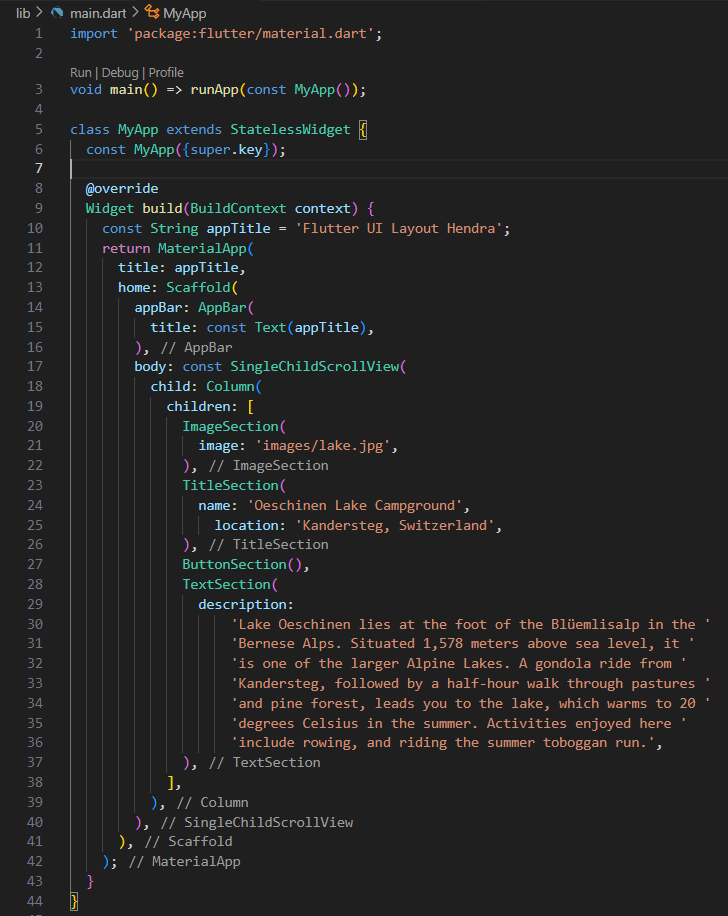 lib > main.dart > MyApp
1 import 'package:flutter/material.dart';
2
Run | Debug | Profile
3 void main() => runApp(const MyApp());
4
5 class MyApp extends StatelessWidget {
6   const MyApp({super.key});
7
8   @override
9   Widget build(BuildContext context) {
10     const String appTitle = 'Flutter UI Layout Hendra';
11     return MaterialApp(
12       title: appTitle,
13       home: Scaffold(
14         appBar: AppBar(
15           title: const Text(appTitle),
16         ), // AppBar
17         body: const SingleChildScrollView(
18           child: Column(
19             children: [
20               ImageSection(
21                 image: 'images/lake.jpg',
22               ), // ImageSection
23               TitleSection(
24                 name: 'Oeschinen Lake Campground',
25                   location: 'Kandersteg, Switzerland',
26               ), // TitleSection
27               ButtonSection(),
28               TextSection(
29                 description:
30                     'Lake Oeschinen lies at the foot of the Blüemlisalp in the '
31                     'Bernese Alps. Situated 1,578 meters above sea level, it '
32                     'is one of the larger Alpine Lakes. A gondola ride from '
33                     'Kandersteg, followed by a half-hour walk through pastures '
34                     'and pine forest, leads you to the lake, which warms to 20 '
35                     'degrees Celsius in the summer. Activities enjoyed here '
36                     'include rowing, and riding the summer toboggan run.',
37               ), // TextSection
38             ],
39           ), // Column
40         ), // SingleChildScrollView
41       ), // Scaffold
42     ); // MaterialApp
43   }
44 }